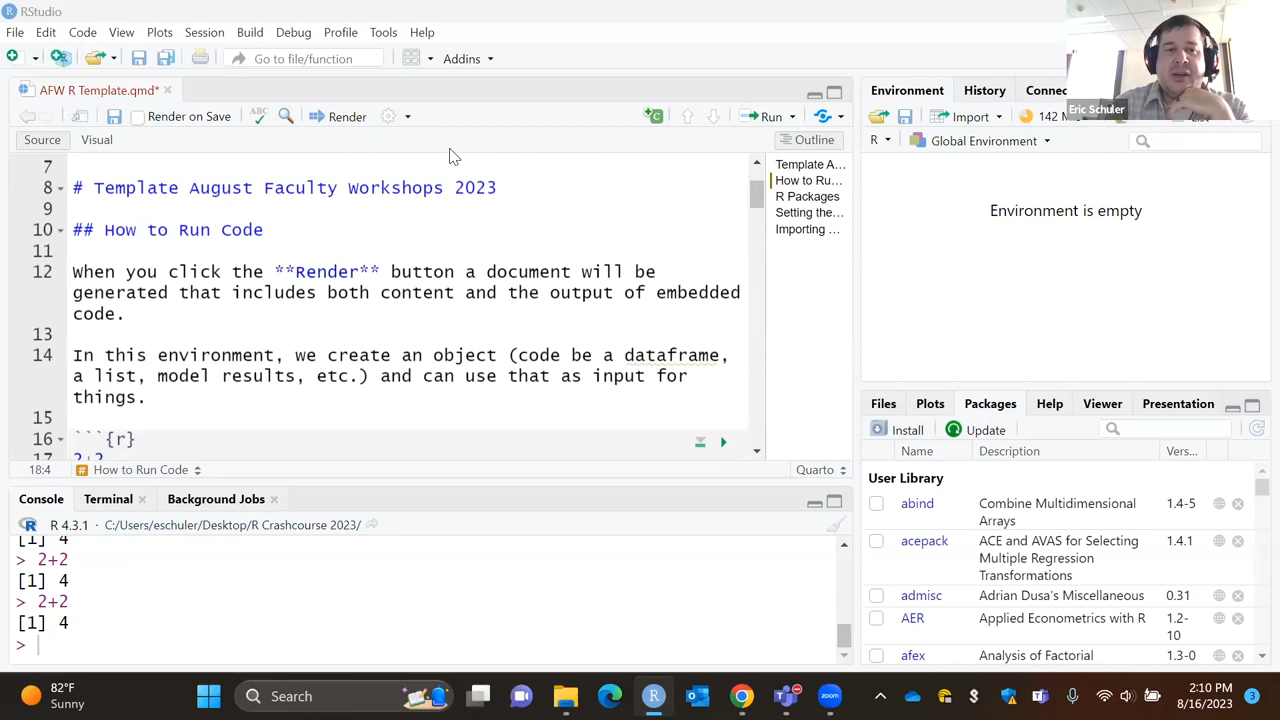 RStudio
File Edit Code View Plots Session Build Debug Profile Tools Help
Go to file/function Addins
AFW R Template.qmd*
Render on Save ABC Render Run
Source Visual Outline
7
8 # Template August Faculty Workshops 2023
9
10 ## How to Run Code
11
12 When you click the **Render** button a document will be
generated that includes both content and the output of embedded
code.
13
14 In this environment, we create an object (code be a dataframe,
a list, model results, etc.) and can use that as input for
things.
15
16 ```{r}
17 2+2
18:4 # How to Run Code Quarto
Template A...
How to Ru...
R Packages
Setting the...
Importing ...
Console Terminal Background Jobs
R 4.3.1 · C:/Users/eschuler/Desktop/R Crashcourse 2023/
[1] 4
> 2+2
[1] 4
> 2+2
[1] 4
>
Eric Schuler
Environment History
Import 142
R Global Environment
Environment is empty
Files Plots Packages Help Viewer Presentation
Install Update
Name Description Vers...
User Library
abind Combine Multidimensional 1.4-5
Arrays
acepack ACE and AVAS for Selecting 1.4.1
Multiple Regression
Transformations
admisc Adrian Dusa's Miscellaneous 0.31
AER Applied Econometrics with R 1.2-
10
afex Analysis of Factorial 1.3-0
82°F
Sunny
Search
2:10 PM
8/16/2023
3